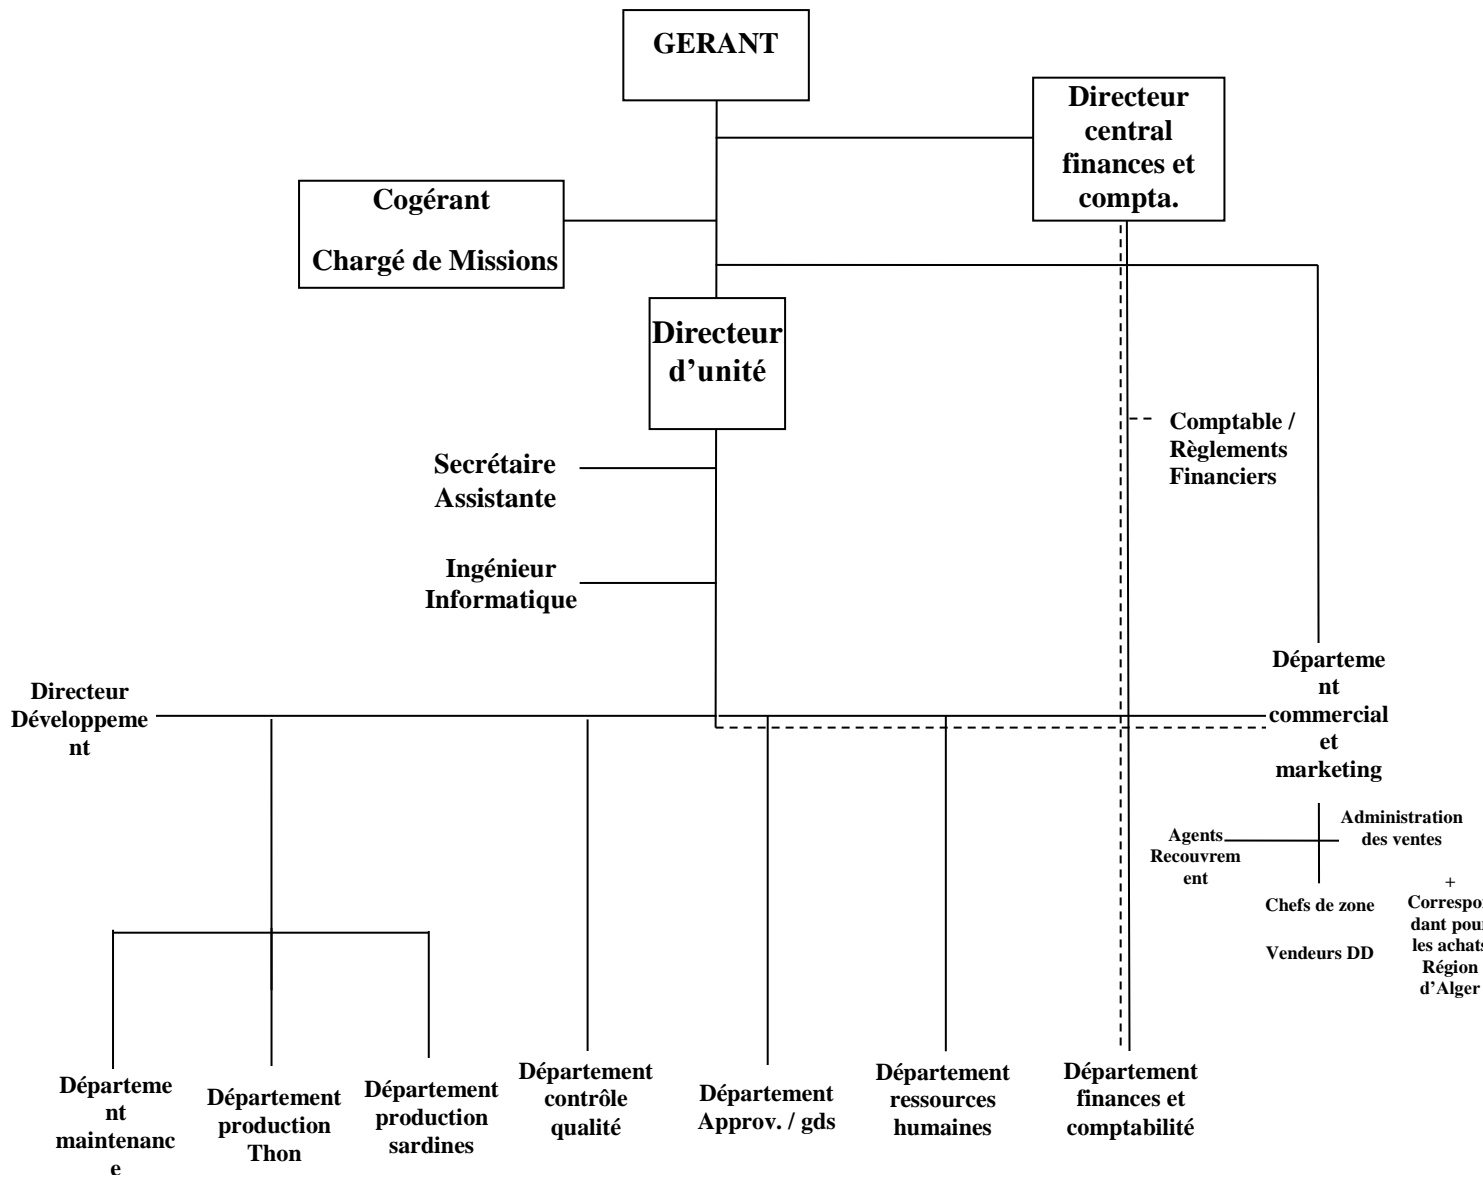 GERANT
Directeur
central
finances et
compta.
Cogérant
Chargé de Missions
Directeur
d’unité
Comptable /
Règlements
Financiers
Secrétaire
Assistante
Ingénieur
Informatique
Directeur
Développeme
nt
Départeme
nt
commercial
et
marketing
Administration
des ventes
Agents
Recouvrem
ent
Chefs de zone
Vendeurs DD
+
Correspon
dant pour
les achats
Région
d’Alger
Départeme
nt
maintenanc
e
Département
production
Thon
Département
production
sardines
Département
contrôle
qualité
Département
Approv. / gds
Département
ressources
humaines
Département
finances et
comptabilité